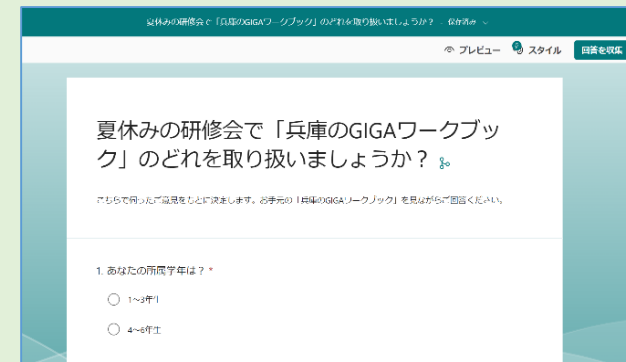 夏休みの研修会で「兵庫のGIGAワークブック」のどれを取り扱いましょうか？ - 保存済み
プレビュー スタイル 回答を収集
夏休みの研修会で「兵庫のGIGAワークブッ
ク」のどれを取り扱いましょうか？
こちらで伺ったご意見をもとに決まします。お手元の「兵庫のGIGAワークブック」を見ながらご回答ください。
1. あなたの所属学年は？ *
1~3年生
4~6年生